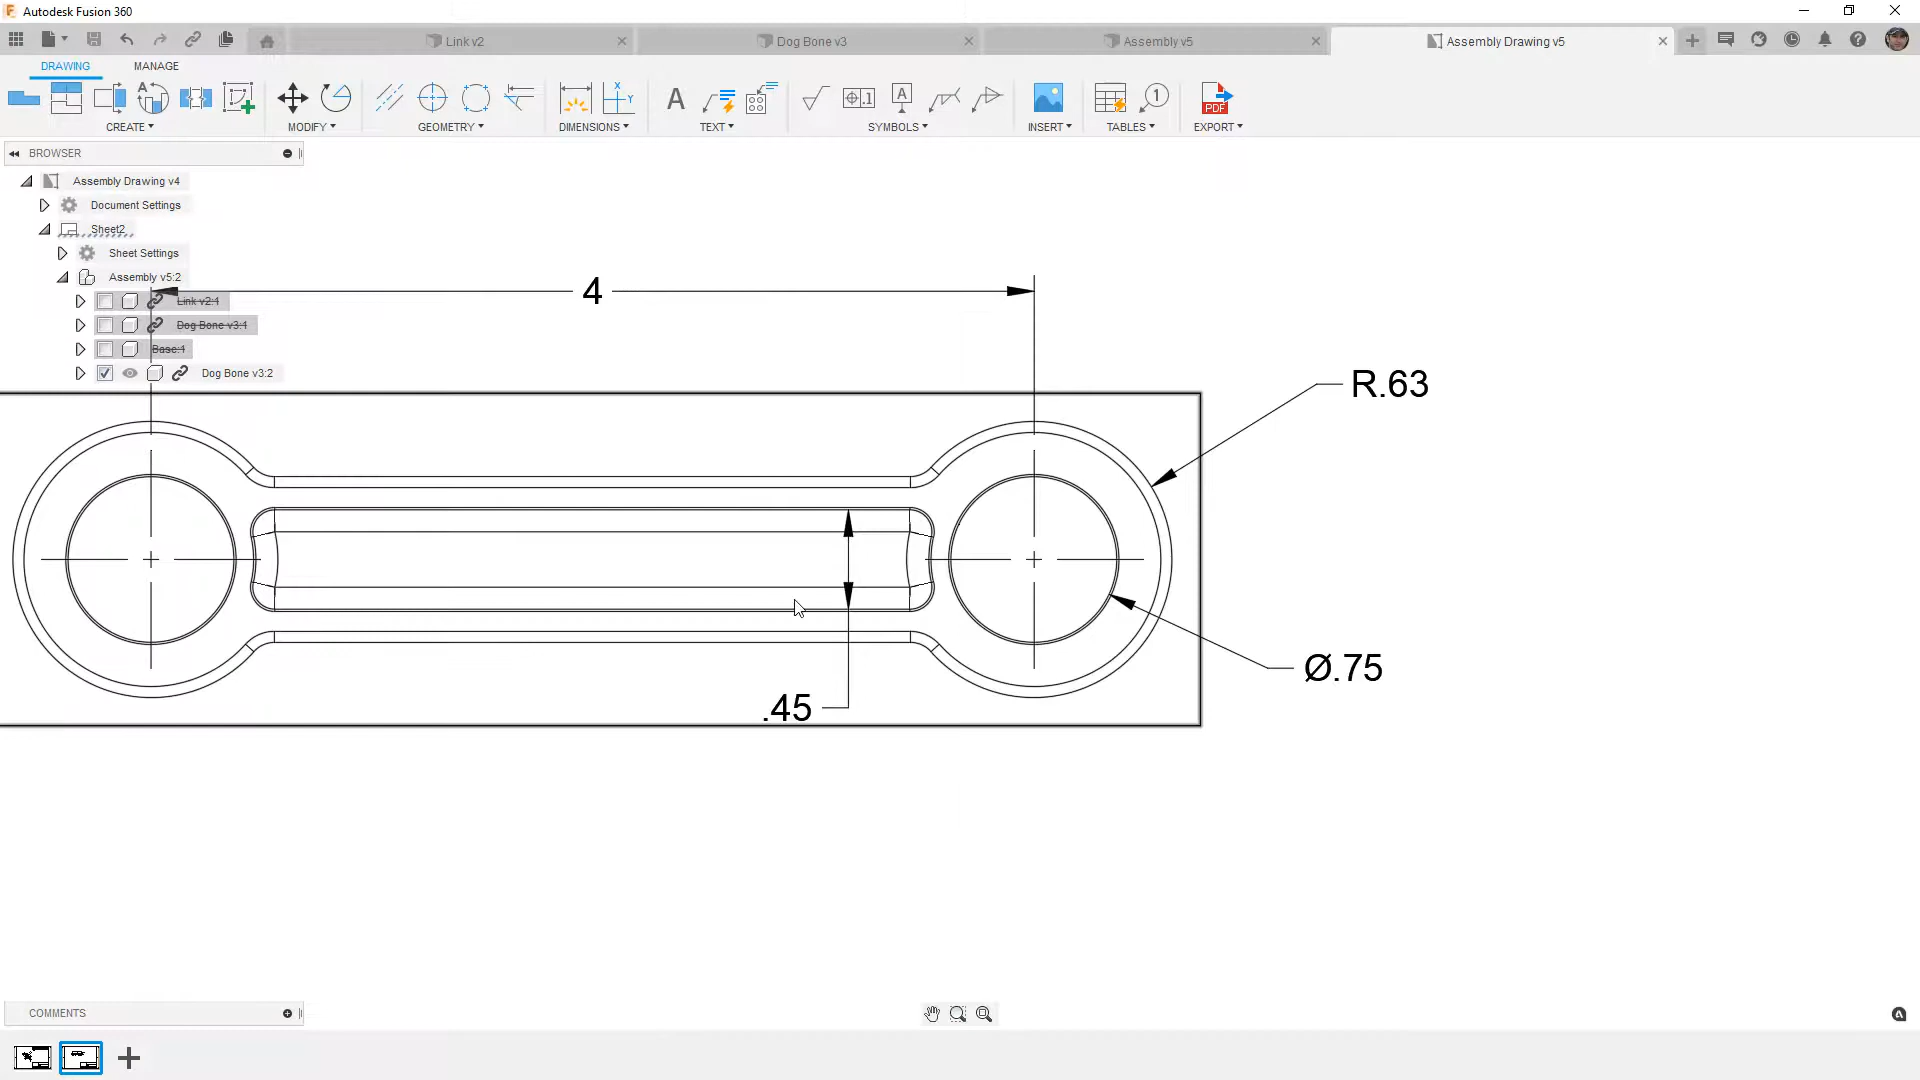 Autodesk Fusion 360
Link v2
Dog Bone v3
Assembly v5
Assembly Drawing v5
DRAWING
MANAGE
CREATE
MODIFY
GEOMETRY
DIMENSIONS
TEXT
SYMBOLS
INSERT
TABLES
EXPORT
BROWSER
Assembly Drawing v4
Document Settings
Sheet2
Sheet Settings
Assembly v5:2
Link v2:1
Dog Bone v3:1
Base:1
Dog Bone v3:2
4
R.63
Ø.75
.45
COMMENTS